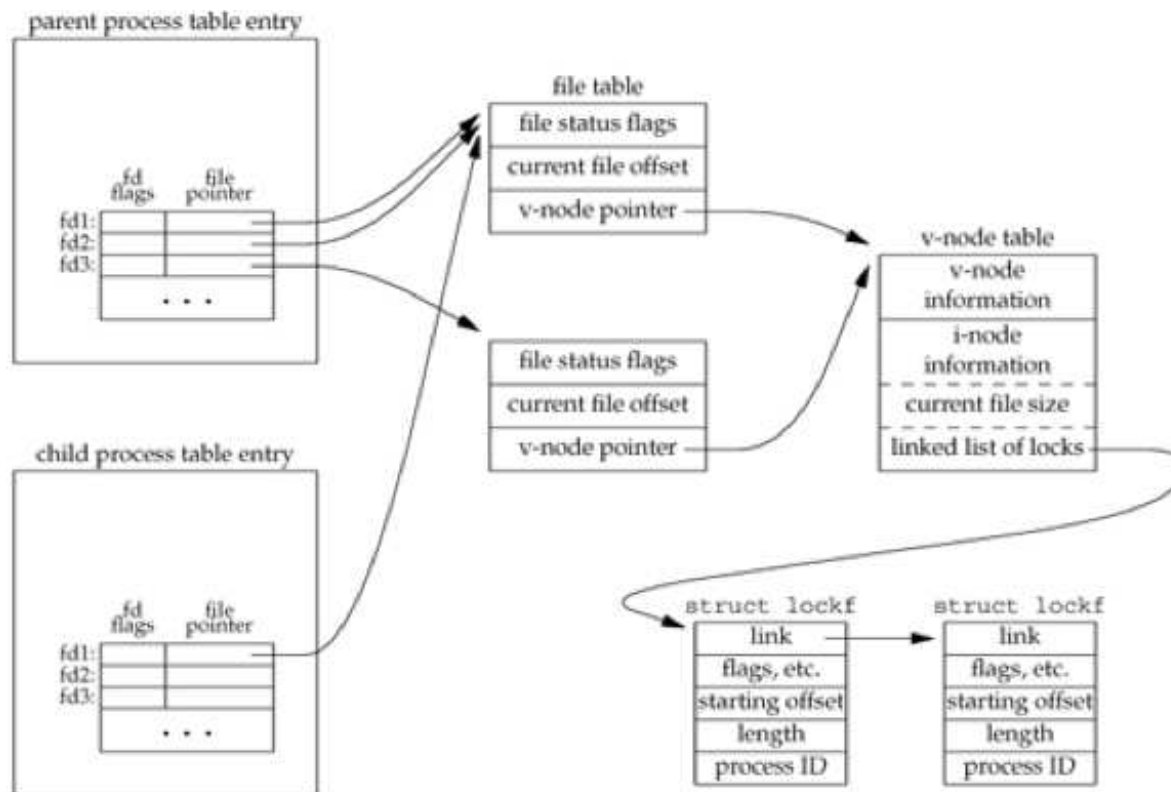 parent process table entry
fd
flags
file
pointer
fd1:
fd2:
fd3:
. . .
file table
file status flags
current file offset
v-node pointer
file status flags
current file offset
v-node pointer
v-node table
v-node
information
i-node
information
current file size
linked list of locks
child process table entry
fd
flags
file
pointer
fd1:
fd2:
fd3:
. . .
struct lockf
link
flags, etc.
starting offset
length
process ID
struct lockf
link
flags, etc.
starting offset
length
process ID